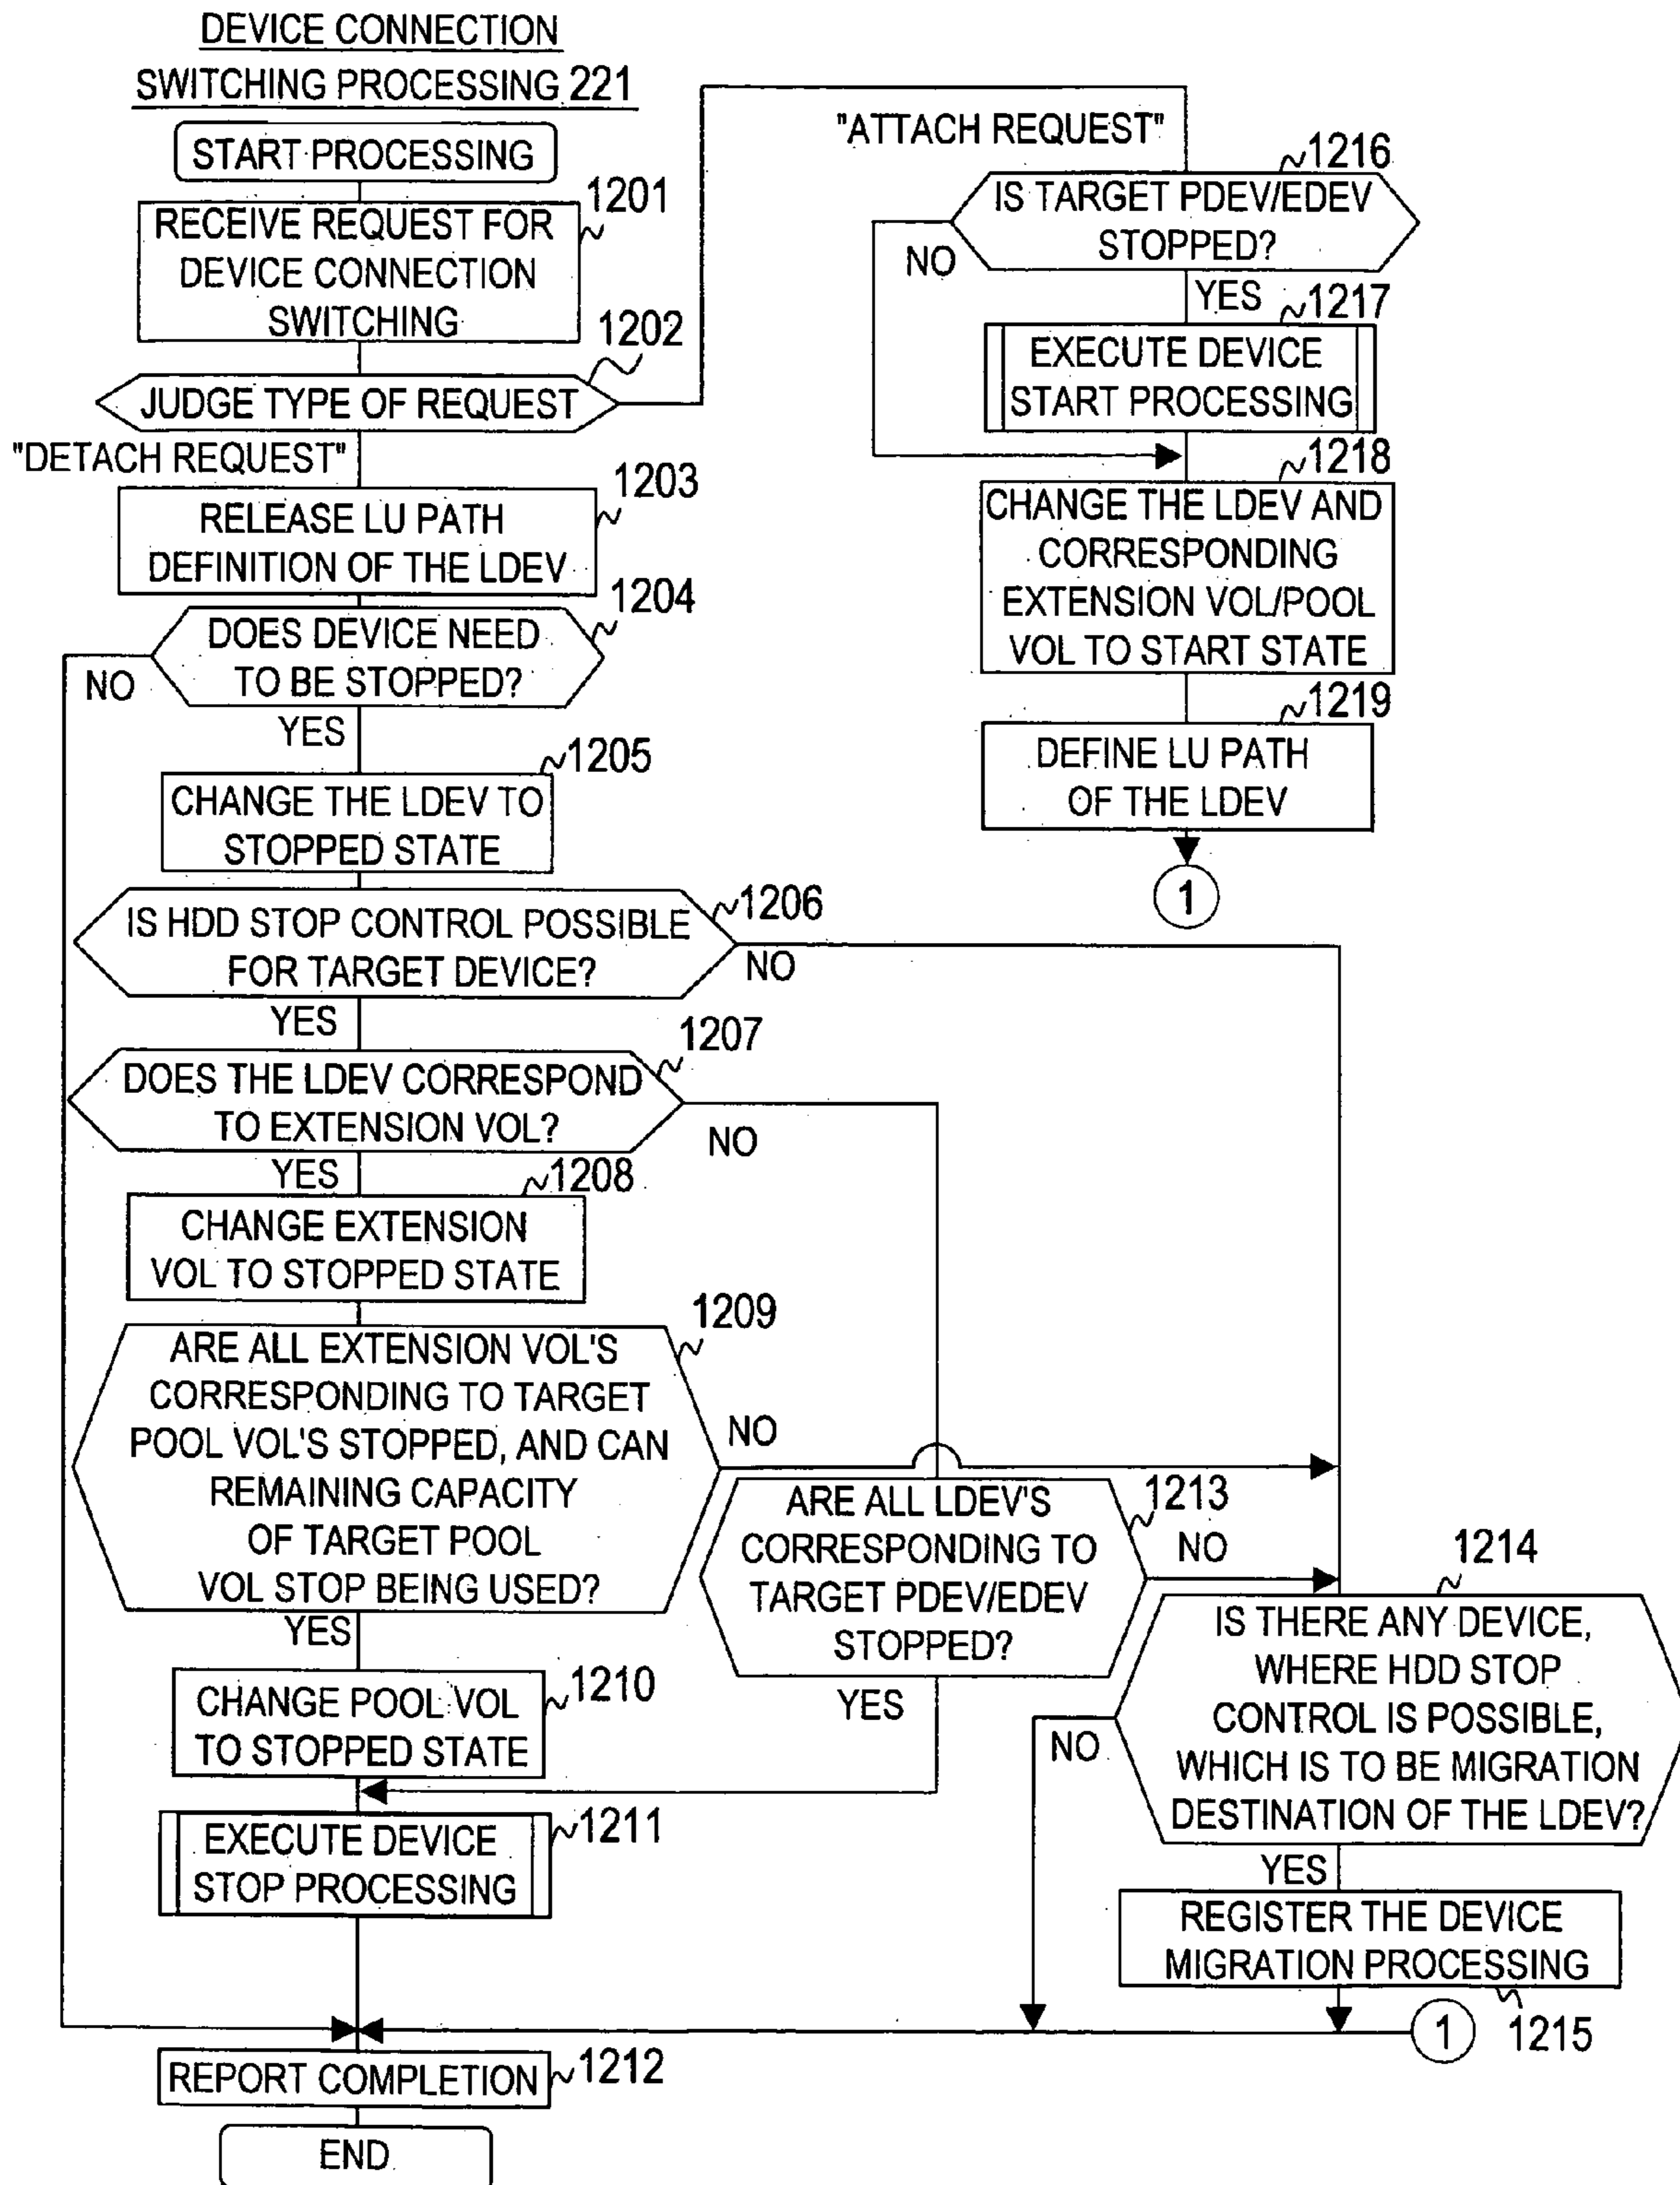 DEVICE CONNECTION
SWITCHING PROCESSING 221
START PROCESSING
1201
RECEIVE REQUEST FOR
DEVICE CONNECTION
SWITCHING
1202
JUDGE TYPE OF REQUEST
"DETACH REQUEST"
1203
RELEASE LU PATH
DEFINITION OF THE LDEV
1204
DOES DEVICE NEED
TO BE STOPPED?
NO
YES
1205
CHANGE THE LDEV TO
STOPPED STATE
1206
IS HDD STOP CONTROL POSSIBLE
FOR TARGET DEVICE?
NO
YES
1207
DOES THE LDEV CORRESPOND
TO EXTENSION VOL?
NO
YES
1208
CHANGE EXTENSION
VOL TO STOPPED STATE
1209
ARE ALL EXTENSION VOL'S
CORRESPONDING TO TARGET
POOL VOL'S STOPPED, AND CAN
REMAINING CAPACITY
OF TARGET POOL
VOL STOP BEING USED?
NO
YES
1210
CHANGE POOL VOL
TO STOPPED STATE
1211
EXECUTE DEVICE
STOP PROCESSING
1212
REPORT COMPLETION
END
1213
ARE ALL LDEV'S
CORRESPONDING TO
TARGET PDEV/EDEV
STOPPED?
NO
YES
1214
IS THERE ANY DEVICE,
WHERE HDD STOP
CONTROL IS POSSIBLE,
WHICH IS TO BE MIGRATION
DESTINATION OF THE LDEV?
NO
YES
REGISTER THE DEVICE
MIGRATION PROCESSING
1215
1
"ATTACH REQUEST"
1216
IS TARGET PDEV/EDEV
STOPPED?
NO
YES
1217
EXECUTE DEVICE
START PROCESSING
1218
CHANGE THE LDEV AND
CORRESPONDING
EXTENSION VOL/POOL
VOL TO START STATE
1219
DEFINE LU PATH
OF THE LDEV
1